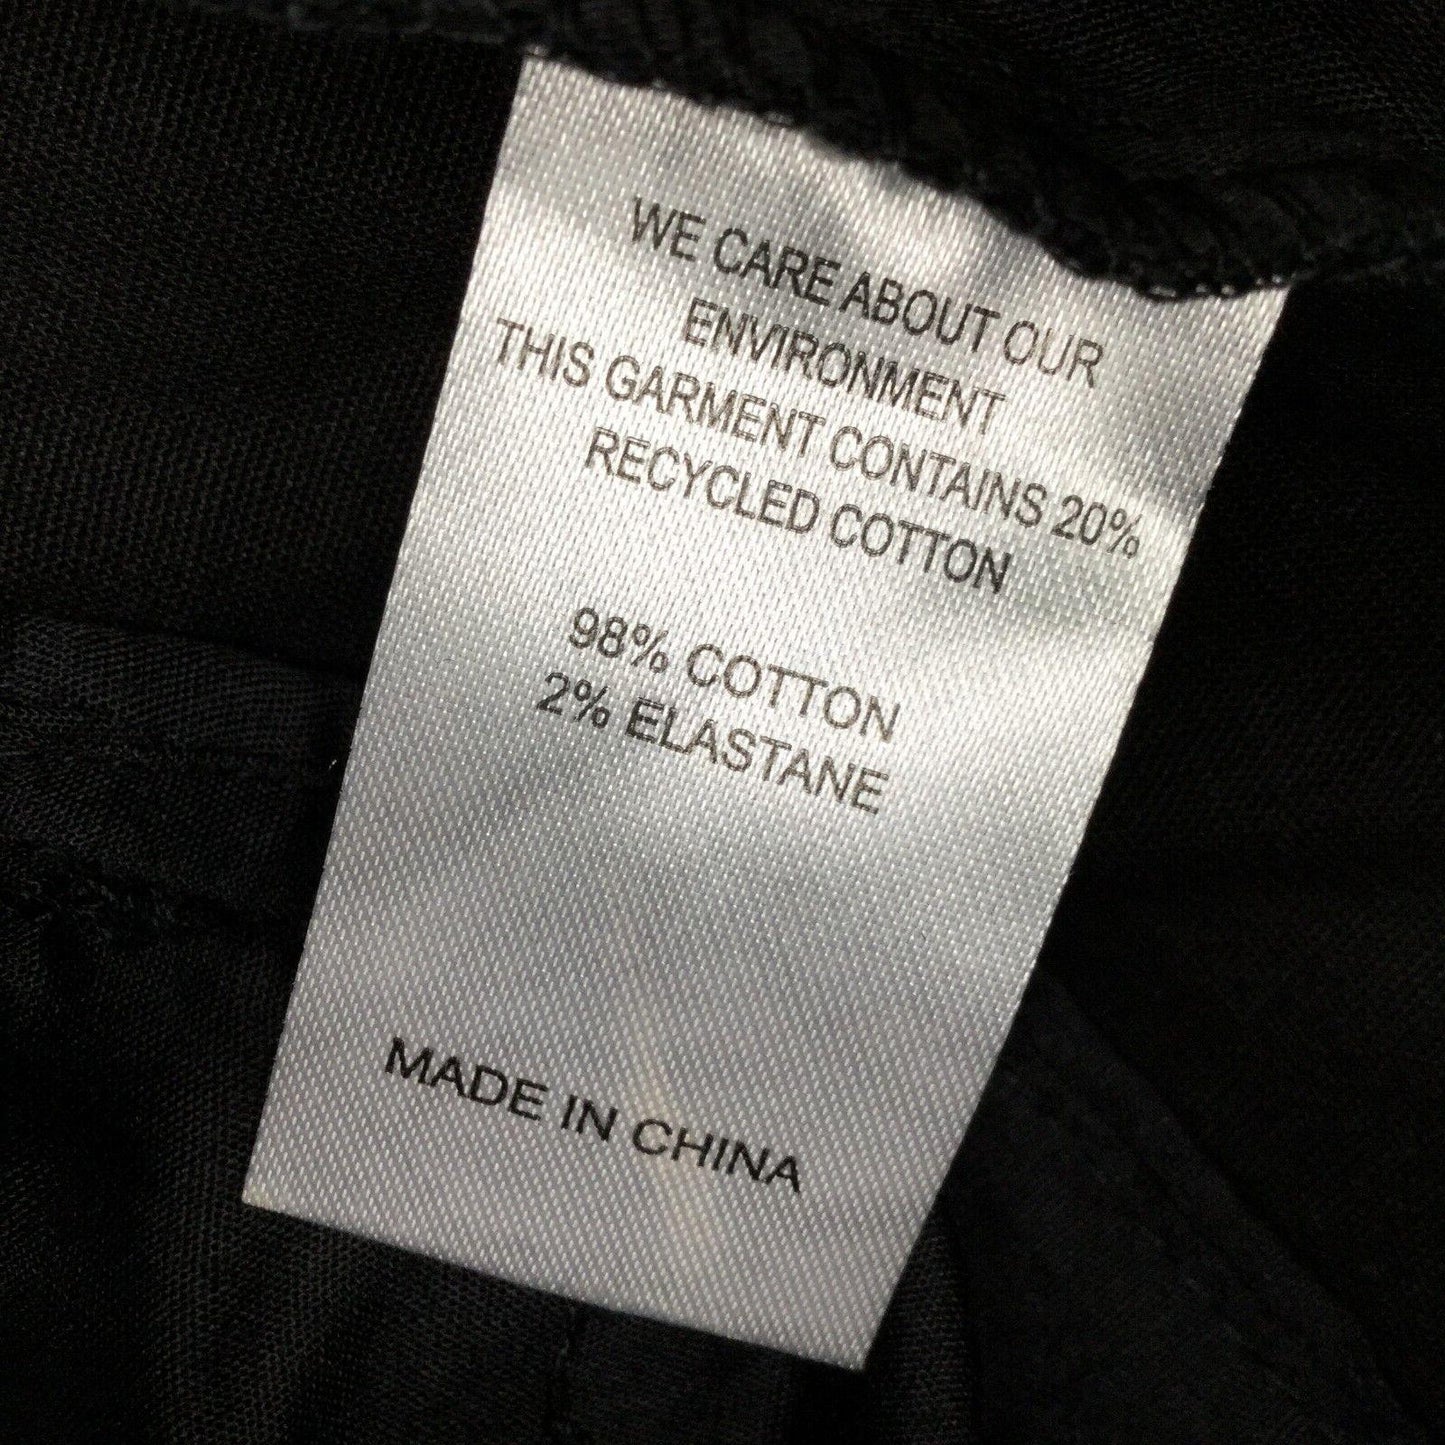 WE CARE ABOUT OUR
ENVIRONMENT
THIS GARMENT CONTAINS 20%
RECYCLED COTTON
98% COTTON
2% ELASTANE
MADE IN CHINA